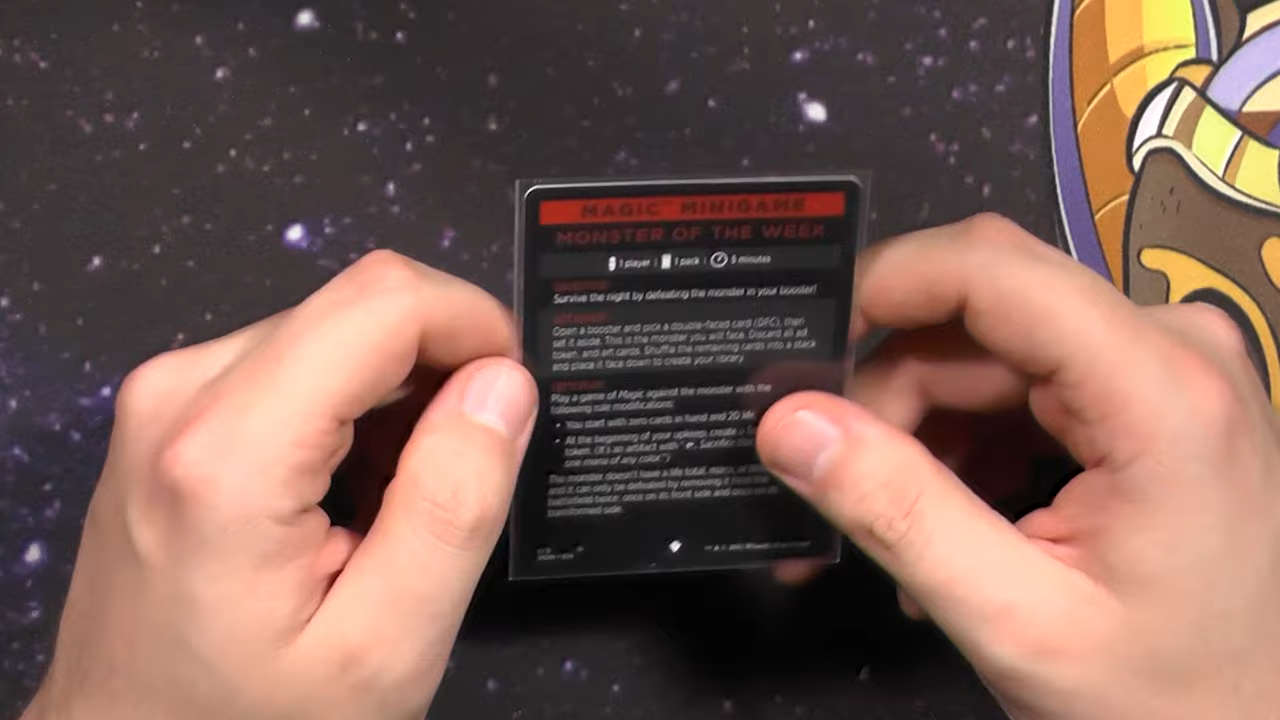 MAGIC™ MINIGAME
MONSTER OF THE WEEK
1 player | 1 pack | 5 minutes
Survive the night by defeating the monster in your booster!
Open a booster and pick a double-faced card (DFC), then
set it aside. This is the monster you will face. Discard all ad,
token, and art cards. Shuffle the remaining cards into a stack
and place it face down to create your library.
Play a game of Magic against the monster with the
following rule modifications:
• You start with zero cards in hand and 20 life.
• At the beginning of your upkeep, create a
token. (It's an artifact with ", Sacrifice
one mana of any color.")
The monster doesn't have a life total, mana, or
and it can only be defeated by removing it from the
battlefield twice: once on its front side and once on its
transformed side.